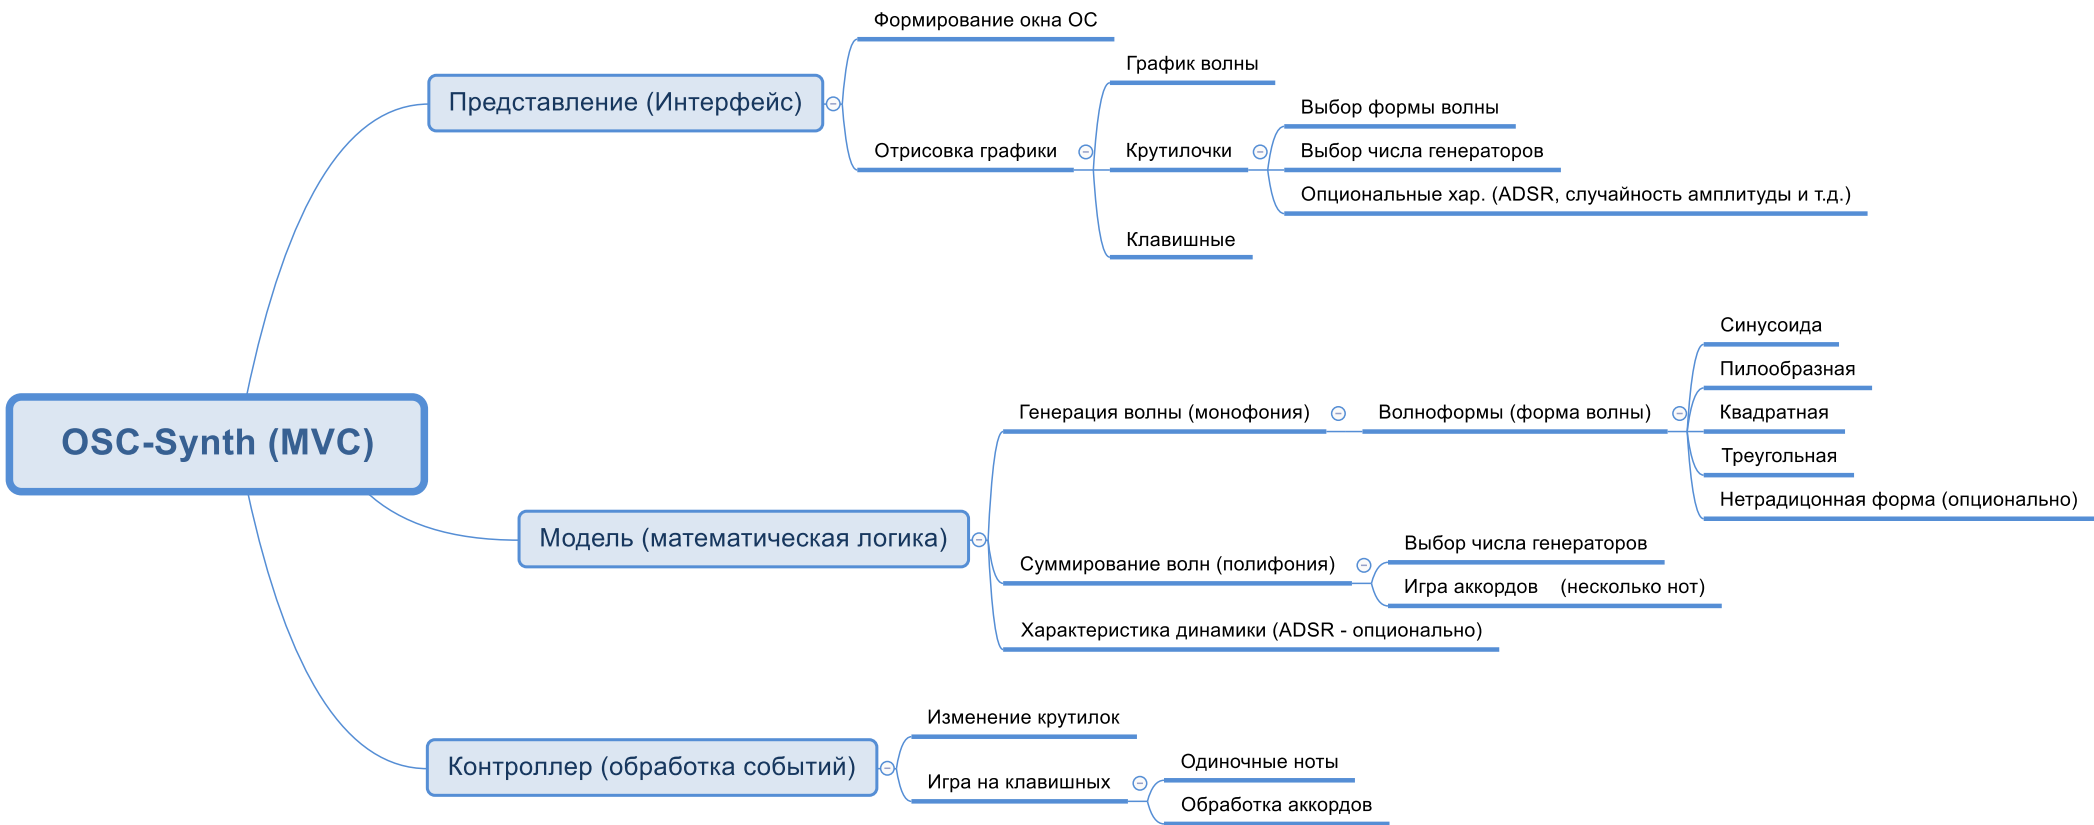 Формирование окна ОС
График волны
Представление (Интерфейс)
Выбор формы волны
Отрисовка графики
Крутилочки
Выбор числа генераторов
Опциональные хар. (ADSR, случайность амплитуды и т.д.)
Клавишные
Синусоида
Пилообразная
Генерация волны (монофония)
Волноформы (форма волны)
Квадратная
OSC-Synth (MVC)
Треугольная
Нетрадицонная форма (опционально)
Модель (математическая логика)
Выбор числа генераторов
Суммирование волн (полифония)
Игра аккордов (несколько нот)
Характеристика динамики (ADSR - опционально)
Изменение крутилок
Контроллер (обработка событий)
Одиночные ноты
Игра на клавишных
Обработка аккордов